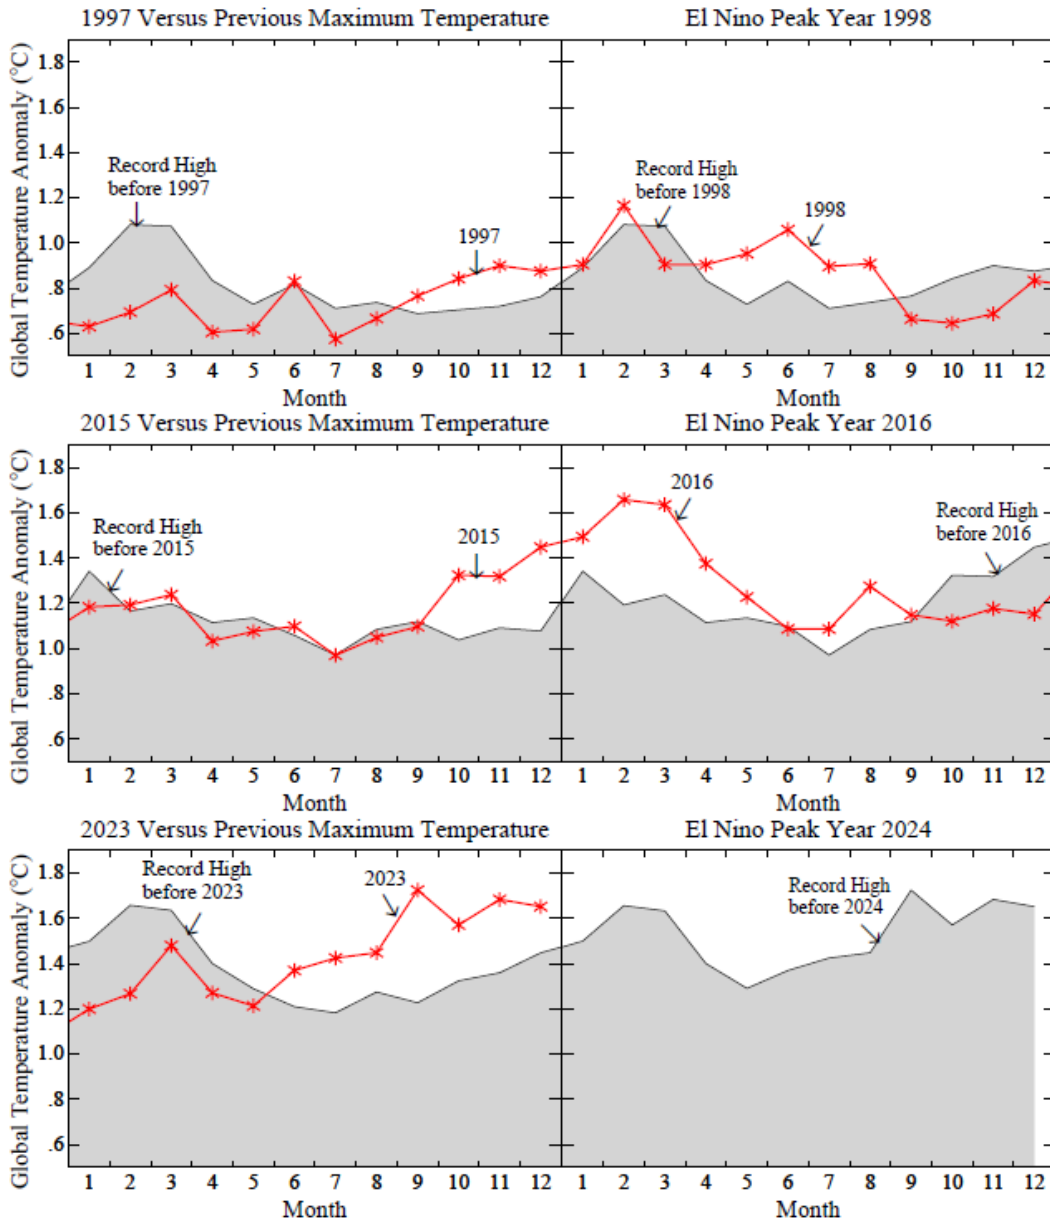 1997 Versus Previous Maximum Temperature
El Nino Peak Year 1998
Global Temperature Anomaly (°C)
1.8
1.6
1.4
1.2
1.0
.8
.6
Record High
before 1997
1997
Record High
before 1998
1998
1 2 3 4 5 6 7 8 9 10 11 12
1 2 3 4 5 6 7 8 9 10 11 12
Month
Month
2015 Versus Previous Maximum Temperature
El Nino Peak Year 2016
Global Temperature Anomaly (°C)
1.8
1.6
1.4
1.2
1.0
.8
.6
Record High
before 2015
2015
2016
Record High
before 2016
1 2 3 4 5 6 7 8 9 10 11 12
1 2 3 4 5 6 7 8 9 10 11 12
Month
Month
2023 Versus Previous Maximum Temperature
El Nino Peak Year 2024
Global Temperature Anomaly (°C)
1.8
1.6
1.4
1.2
1.0
.8
.6
Record High
before 2023
2023
Record High
before 2024
1 2 3 4 5 6 7 8 9 10 11 12
1 2 3 4 5 6 7 8 9 10 11 12
Month
Month